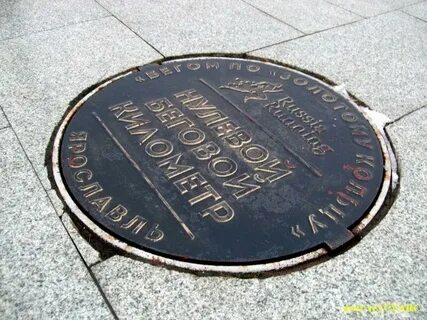 «БЕГОМ ПО «ЗОЛОТОМУ КОЛЬЦУ»
Russia
Running
НУЛЕВОЙ
БЕГОВОЙ
КИЛОМЕТР
ЯРОСЛАВЛЬ